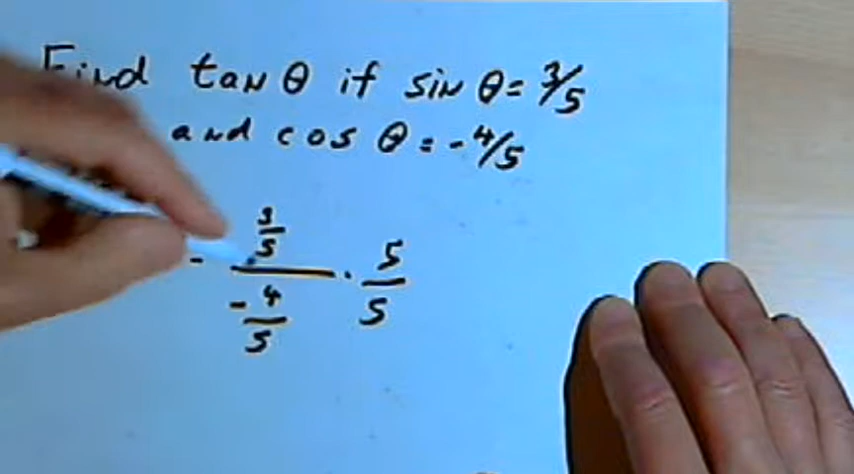 Find tan θ if sin θ = 3/5
and cos θ = - 4/5
3/5 / - 4/5 · 5/5